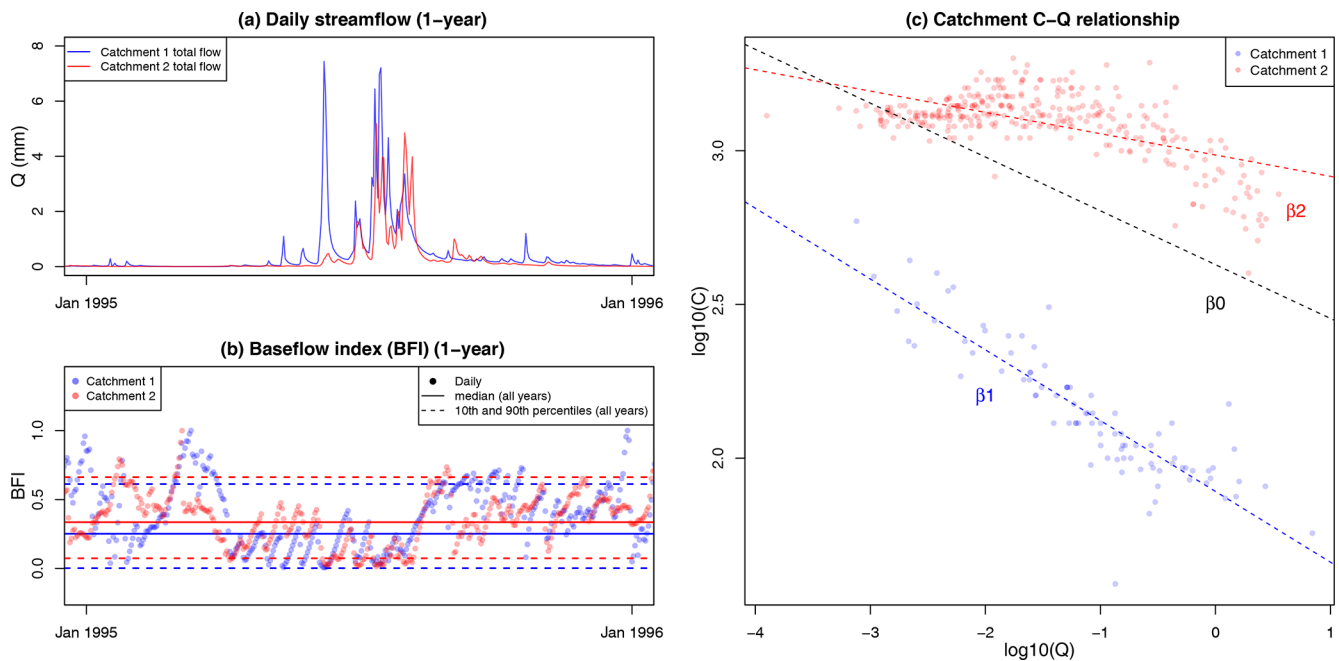 (a) Daily streamflow (1−year)
Catchment 1 total flow
Catchment 2 total flow
Q (mm)
8
6
4
2
0
Jan 1995
Jan 1996
(b) Baseflow index (BFI) (1−year)
Catchment 1
Catchment 2
Daily
median (all years)
10th and 90th percentiles (all years)
BFI
1.0
0.5
0.0
Jan 1995
Jan 1996
(c) Catchment C−Q relationship
Catchment 1
Catchment 2
log10(C)
3.0
2.5
2.0
β2
β0
β1
−4
−3
−2
−1
0
1
log10(Q)